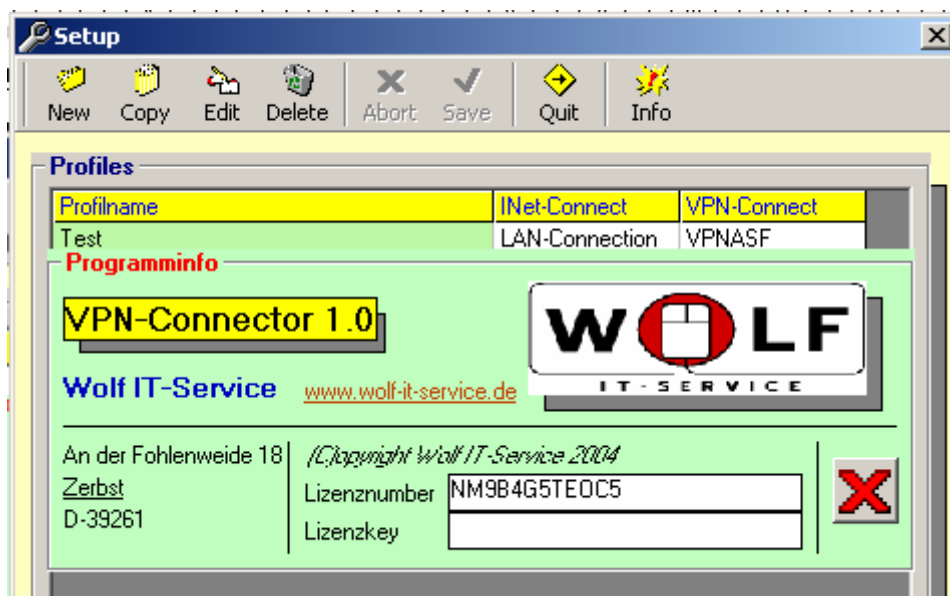 Setup
New Copy Edit Delete Abort Save Quit Info
Profiles
Profilname INet-Connect VPN-Connect
Test LAN-Connection VPNASF
Programminfo
VPN-Connector 1.0
WOLF
IT-SERVICE
Wolf IT-Service www.wolf-it-service.de
An der Fohlenweide 18
Zerbst
D-39261
(C)opyright Wolf IT-Service 2004
Lizenznumber NM9B4G5TEOC5
Lizenzkey